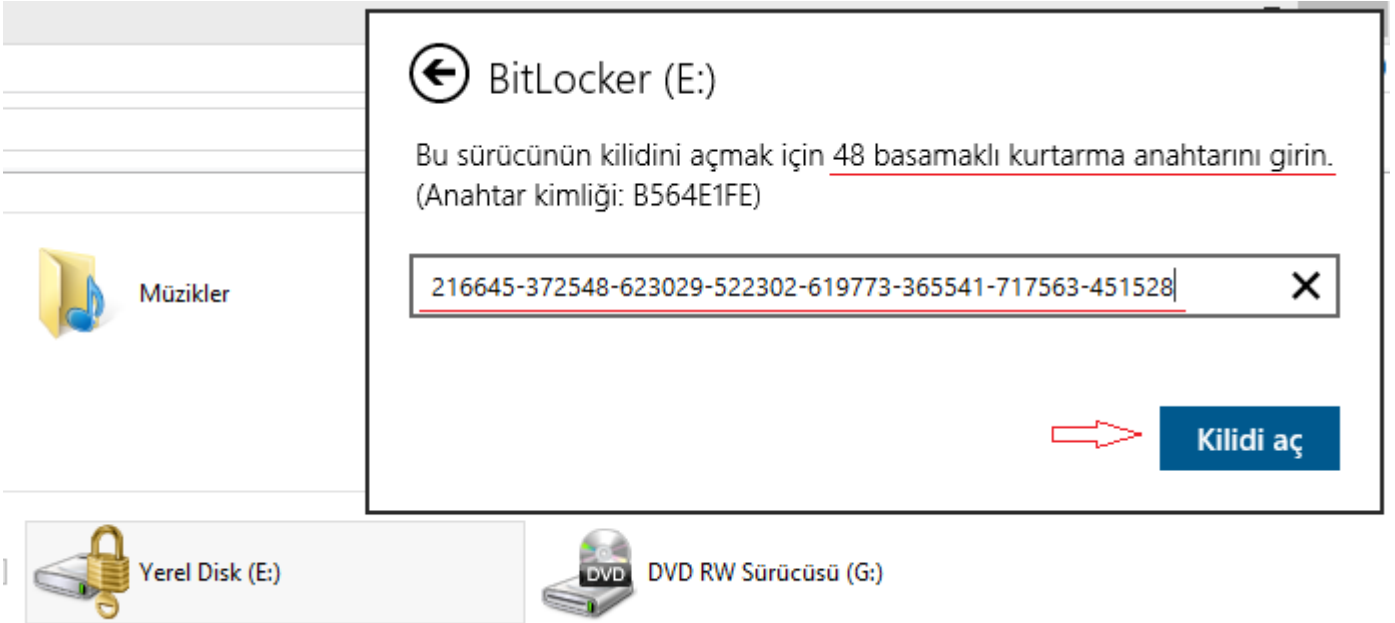 BitLocker (E:)
Bu sürücünün kilidini açmak için 48 basamaklı kurtarma anahtarını girin.
(Anahtar kimliği: B564E1FE)
216645-372548-623029-522302-619773-365541-717563-451528
Müzikler
Kilidi aç
Yerel Disk (E:)
DVD
DVD RW Sürücüsü (G:)